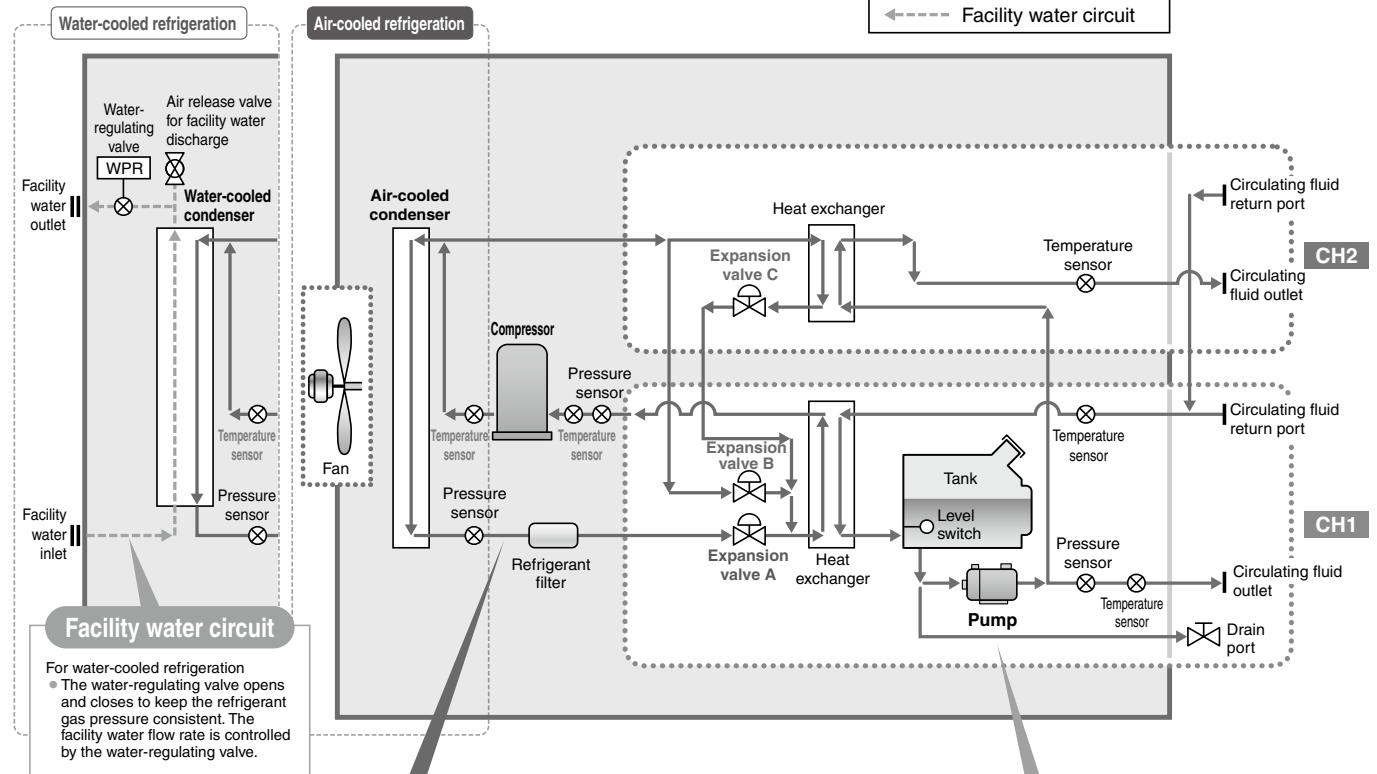 Water-cooled refrigeration
Air-cooled refrigeration
Facility water circuit
Water-
regulating
valve
WPR
Air release valve
for facility water
discharge
Facility
water
outlet
Water-cooled
condenser
Temperature
sensor
Pressure
sensor
Facility
water
inlet
Fan
Air-cooled
condenser
Compressor
Pressure
sensor
Temperature
sensor
Temperature
sensor
Pressure
sensor
Refrigerant
filter
Heat exchanger
Expansion
valve C
Temperature
sensor
Circulating fluid
return port
Circulating
fluid outlet
CH2
Expansion
valve B
Expansion
valve A
Heat
exchanger
Temperature
sensor
Circulating fluid
return port
Tank
Level
switch
CH1
Pressure
sensor
Temperature
sensor
Circulating fluid
outlet
Pump
Drain
port
Facility water circuit
For water-cooled refrigeration
● The water-regulating valve opens
and closes to keep the refrigerant
gas pressure consistent. The
facility water flow rate is controlled
by the water-regulating valve.